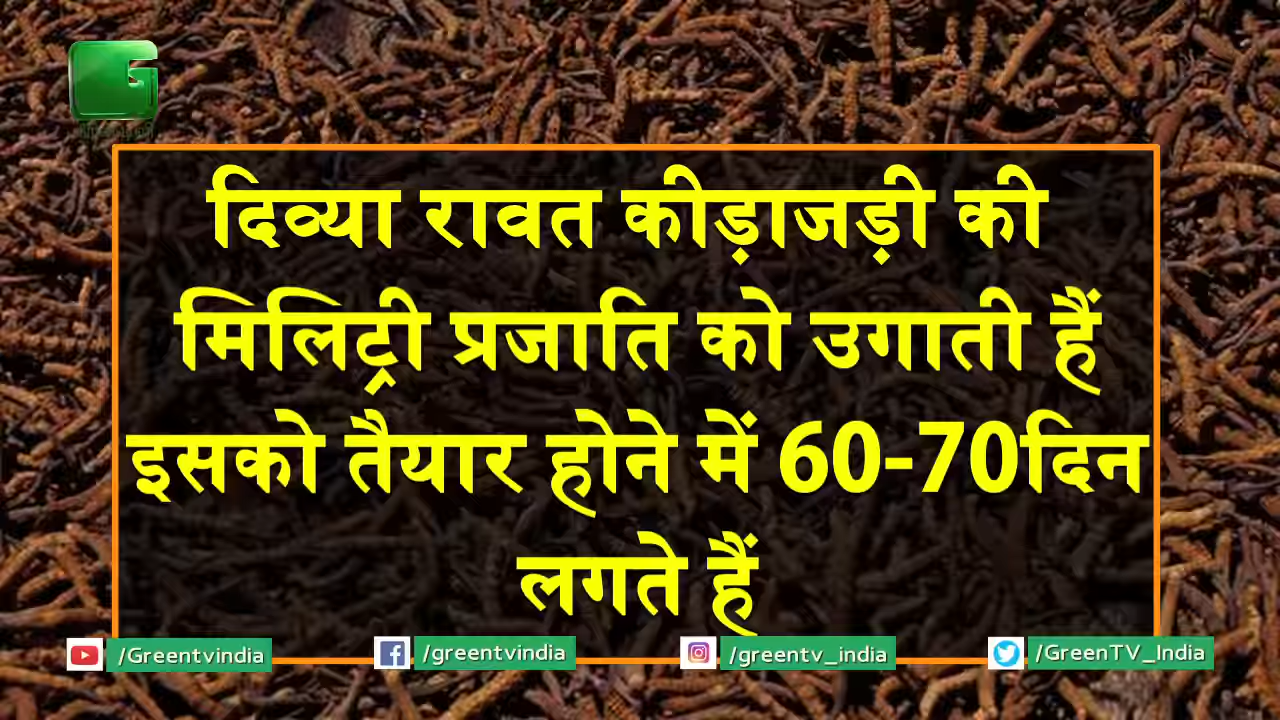 दिव्या रावत कीड़ाजड़ी की
मिलिट्री प्रजाति को उगाती हैं
इसको तैयार होने में 60-70दिन
लगते हैं
/Greentvindia
/greentvindia
/greentv_india
/GreenTV_India